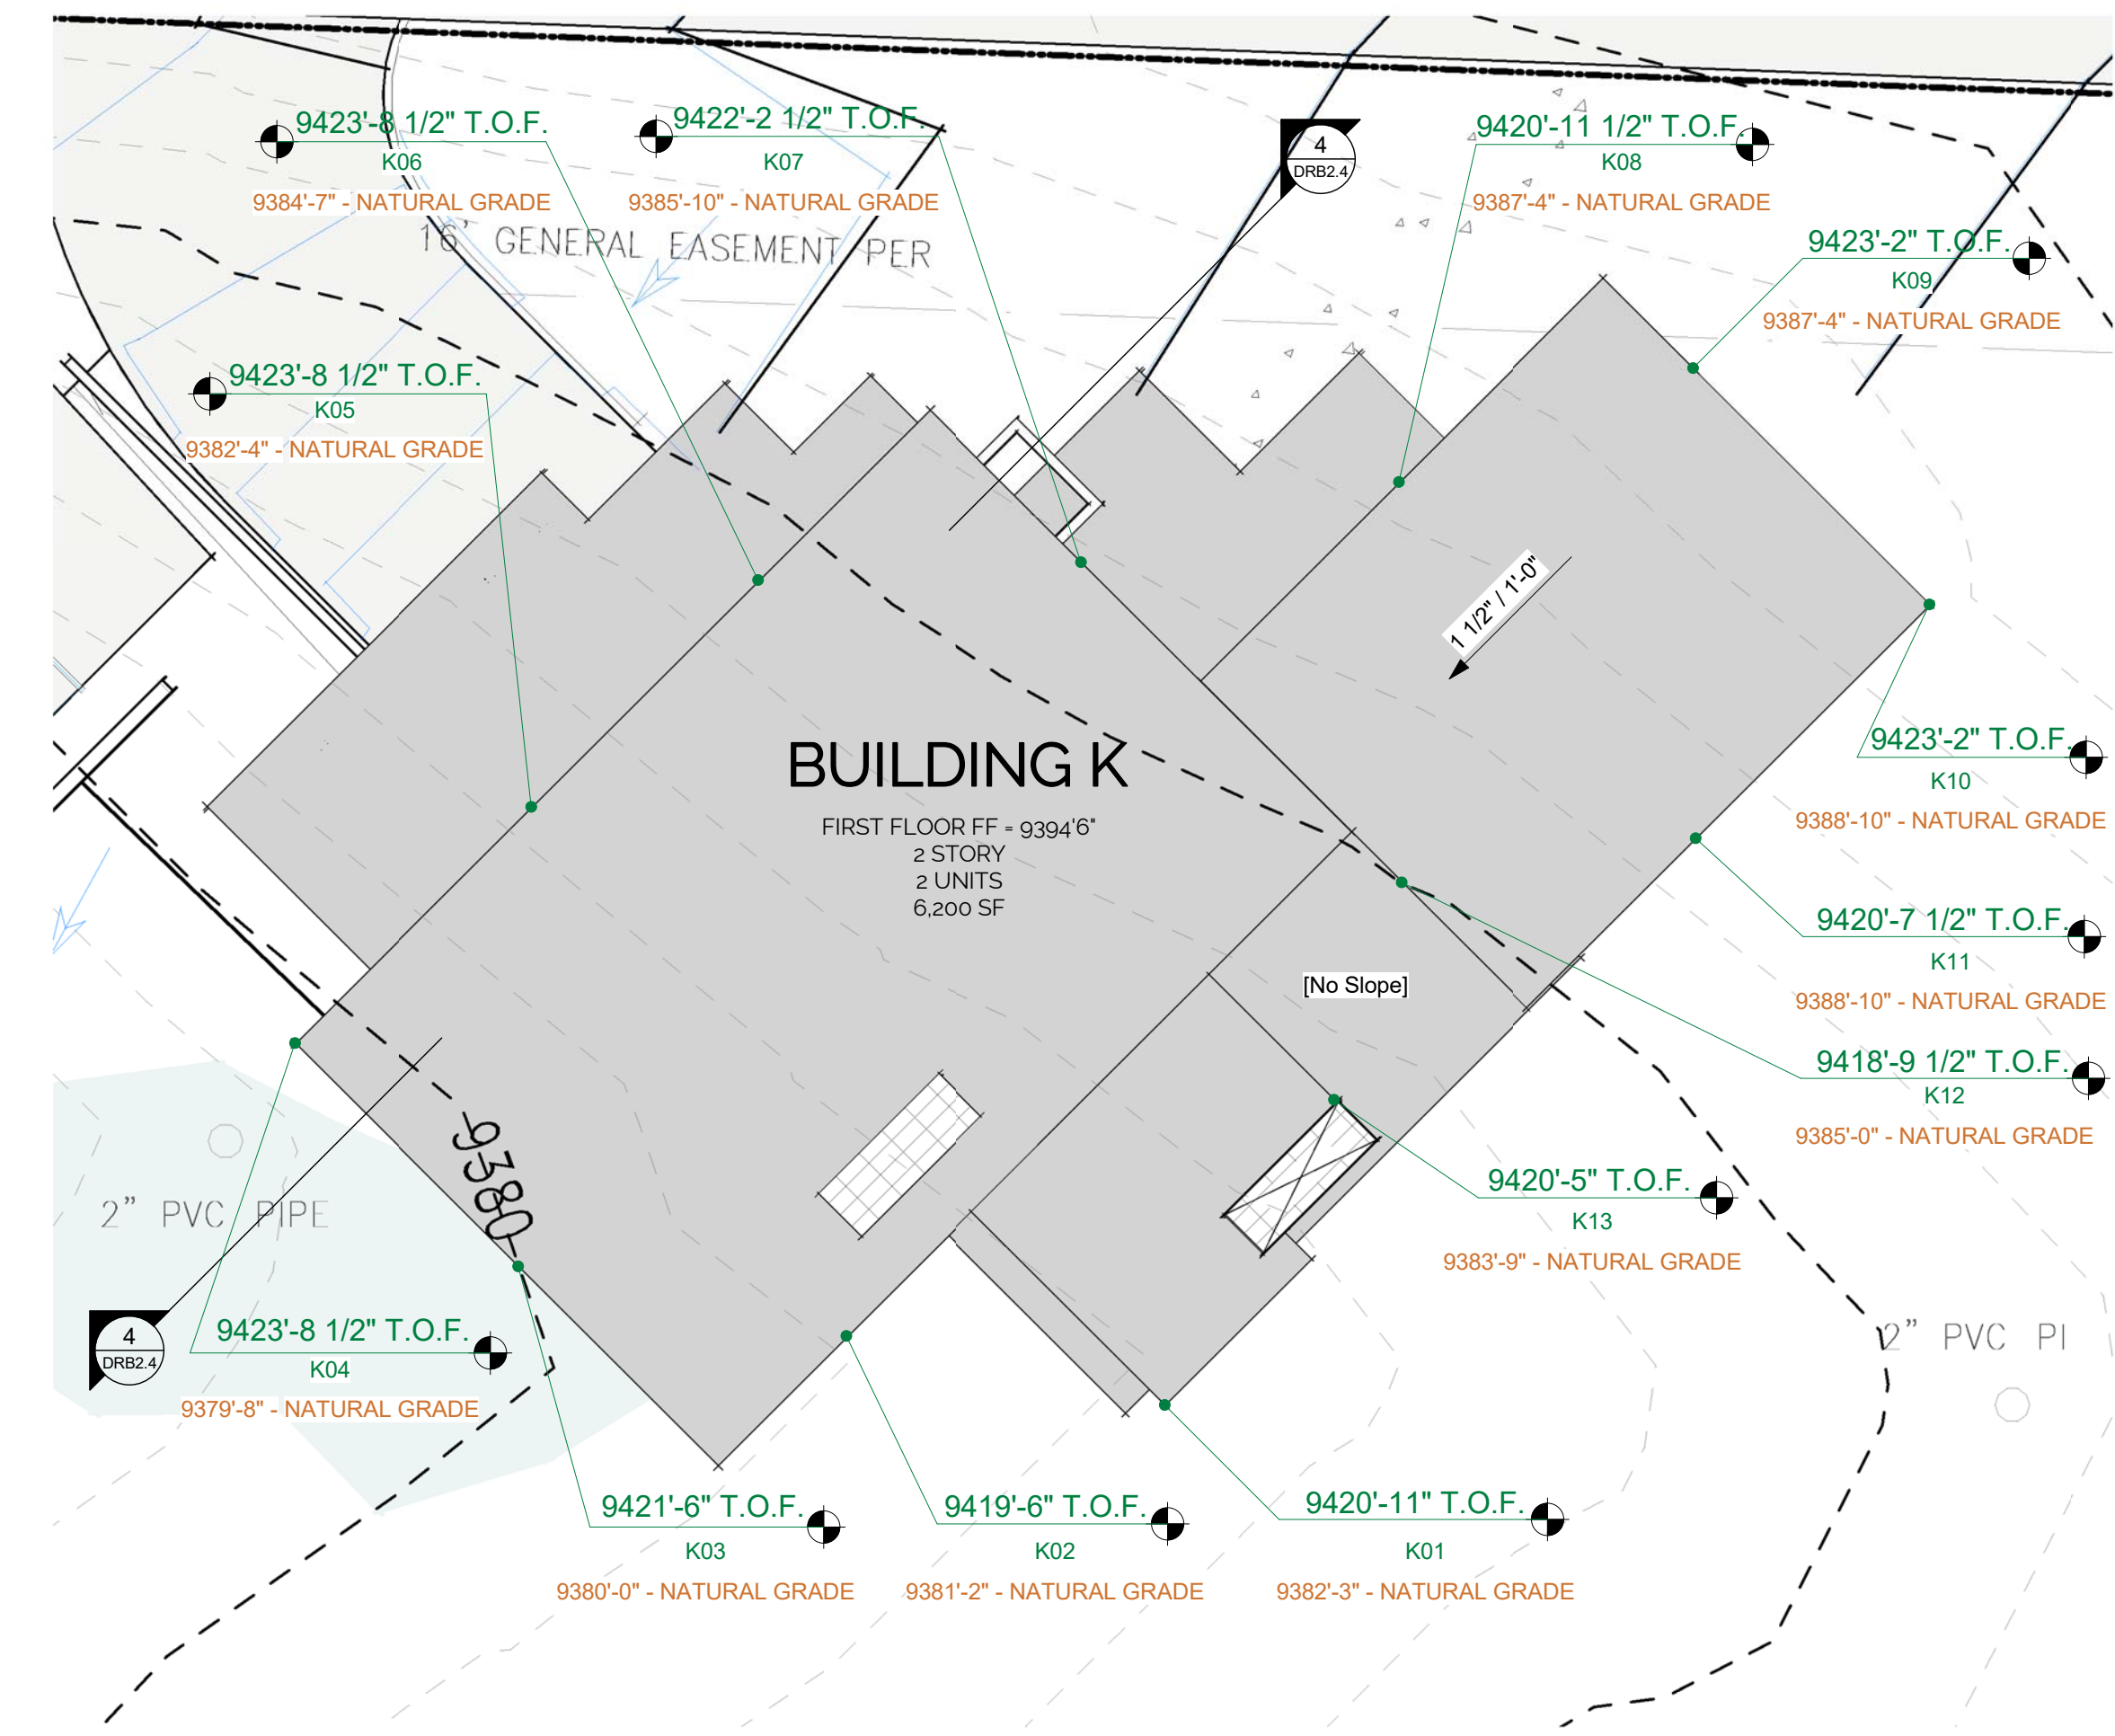 9423'-8 1/2" T.O.F.
K06
9384'-7" - NATURAL GRADE
9422'-2 1/2" T.O.F.
K07
9385'-10" - NATURAL GRADE
4
DRB2.4
9420'-11 1/2" T.O.F.
K08
9387'-4" - NATURAL GRADE
9423'-2" T.O.F.
K09
9387'-4" - NATURAL GRADE
16' GENERAL EASEMENT PER
9423'-8 1/2" T.O.F.
K05
9382'-4" - NATURAL GRADE
1 1/2" / 1'-0"
BUILDING K
FIRST FLOOR FF = 9394'6"
2 STORY
2 UNITS
6,200 SF
9423'-2" T.O.F.
K10
9388'-10" - NATURAL GRADE
9420'-7 1/2" T.O.F.
K11
9388'-10" - NATURAL GRADE
[No Slope]
9418'-9 1/2" T.O.F.
K12
9385'-0" - NATURAL GRADE
9380
2" PVC PIPE
9420'-5" T.O.F.
K13
9383'-9" - NATURAL GRADE
4
DRB2.4
9423'-8 1/2" T.O.F.
K04
9379'-8" - NATURAL GRADE
2" PVC PI
9421'-6" T.O.F.
K03
9380'-0" - NATURAL GRADE
9419'-6" T.O.F.
K02
9381'-2" - NATURAL GRADE
9420'-11" T.O.F.
K01
9382'-3" - NATURAL GRADE